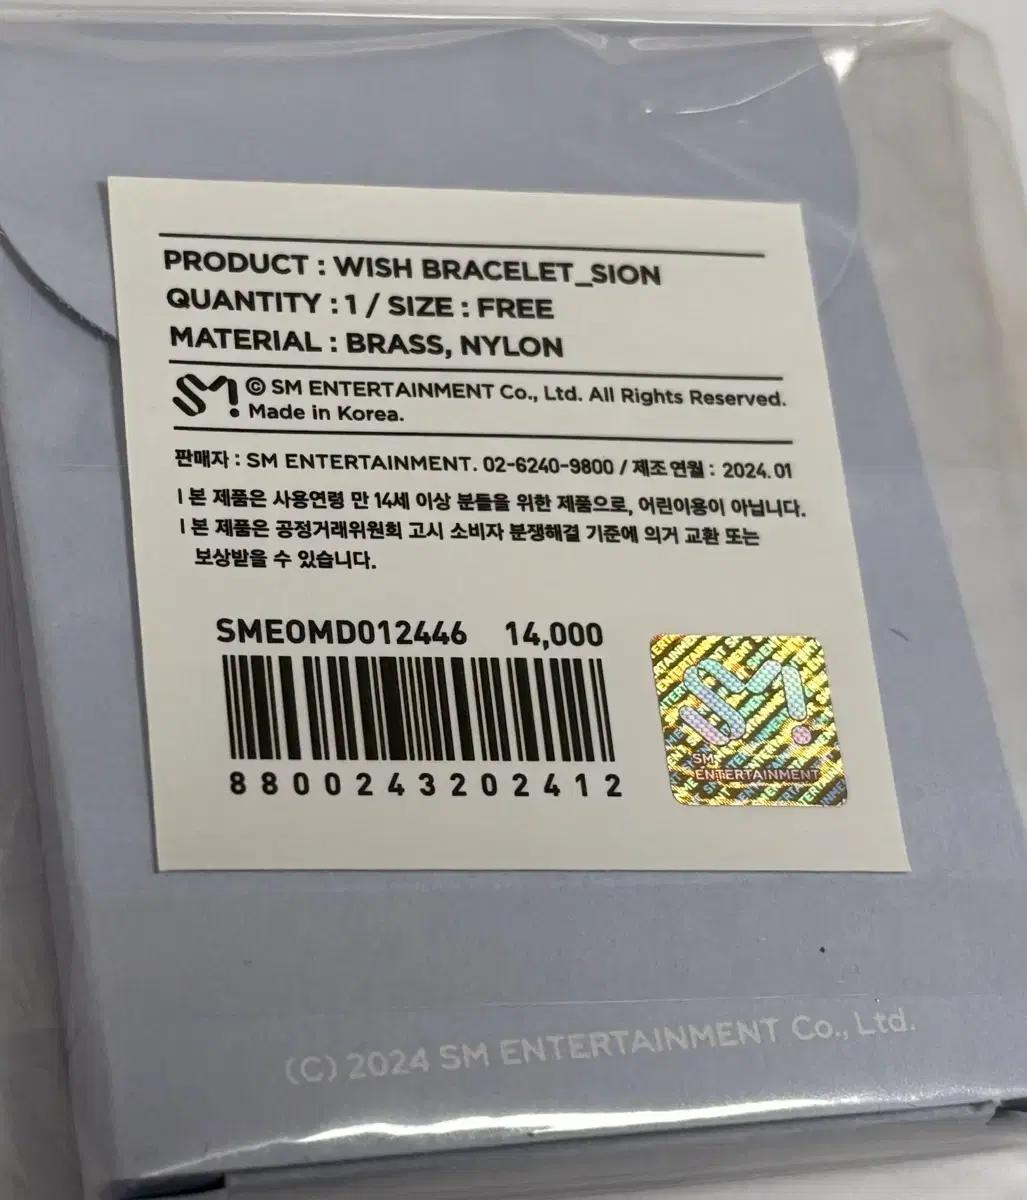 PRODUCT : WISH BRACELET_SION
QUANTITY : 1 / SIZE : FREE
MATERIAL : BRASS, NYLON
SM! © SM ENTERTAINMENT Co., Ltd. All Rights Reserved.
Made in Korea.
판매자 : SM ENTERTAINMENT. 02-6240-9800 / 제조연월 : 2024.01
l 본 제품은 사용연령 만 14세 이상 분들을 위한 제품으로, 어린이용이 아닙니다.
l 본 제품은 공정거래위원회 고시 소비자 분쟁해결 기준에 의거 교환 또는
보상받을 수 있습니다.
SMEOMD012446 14,000
8800243202412
SM
ENTERTAINMENT
(C) 2024 SM ENTERTAINMENT Co., Ltd.